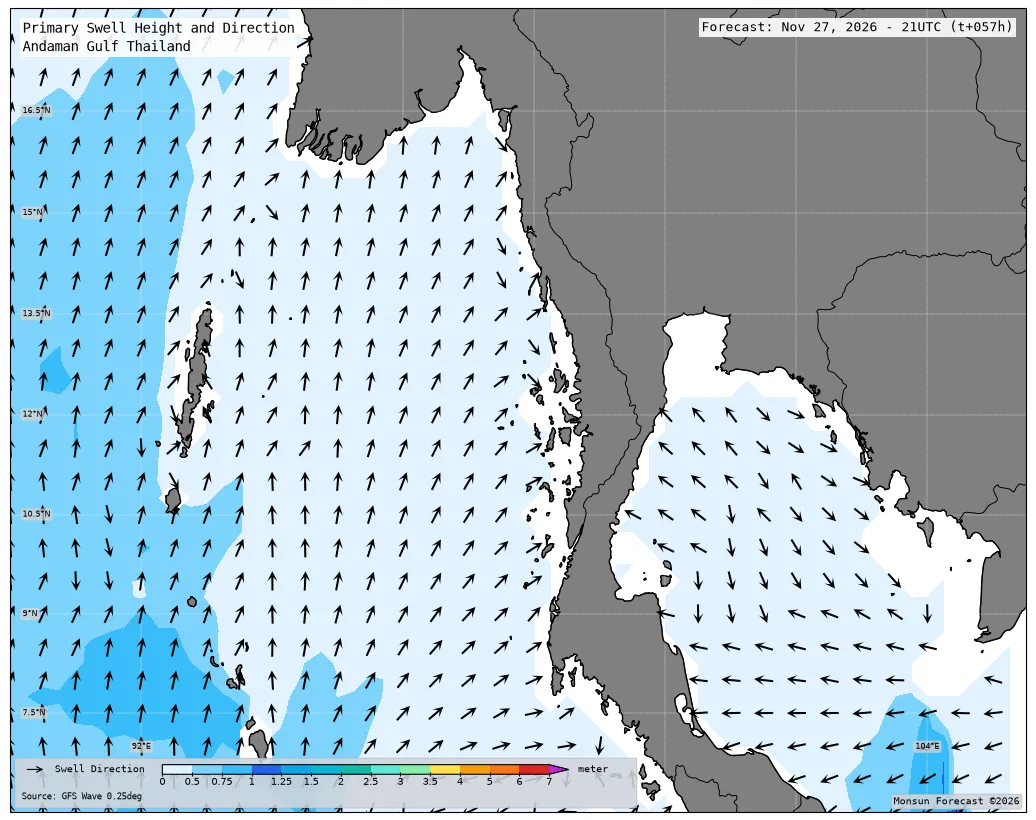 Primary Swell Height and Direction
Andaman Gulf Thailand
Forecast: Nov 27, 2026 - 21UTC (t+057h)
16.5°N
15°N
13.5°N
12°N
10.5°N
9°N
7.5°N
92°E
104°E
Swell Direction
meter
0 0.5 0.75 1 1.25 1.5 2 2.5 3 3.5 4 5 6 7
Source: GFS Wave 0.25deg
Monsun Forecast ©2026